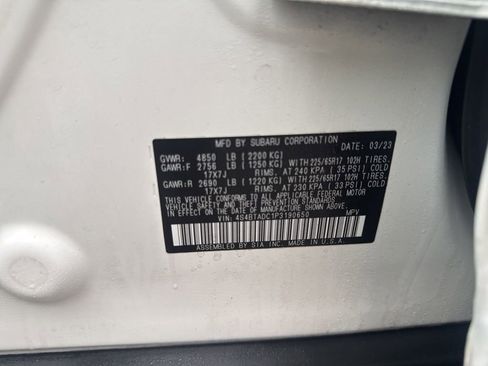 MFD. BY SUBARU CORPORATION DATE: 03/23
GVWR: 4850 LB (2200 KG)
GAWR:F 2756 LB (1250 KG) WITH 225/65R17 102H TIRES,
17X7J RIMS, AT 240 KPA (35 PSI) COLD
GAWR:R 2690 LB (1220 KG) WITH 225/65R17 102H TIRES,
17X7J RIMS, AT 230 KPA (33 PSI) COLD
THIS VEHICLE CONFORMS TO ALL APPLICABLE FEDERAL MOTOR
VEHICLE SAFETY STANDARDS IN EFFECT ON THE DATE OF
MANUFACTURE SHOWN ABOVE.
VIN: 4S4BTADC1P3190650 MPV
ASSEMBLED BY SIA INC. MADE IN U.S.A.